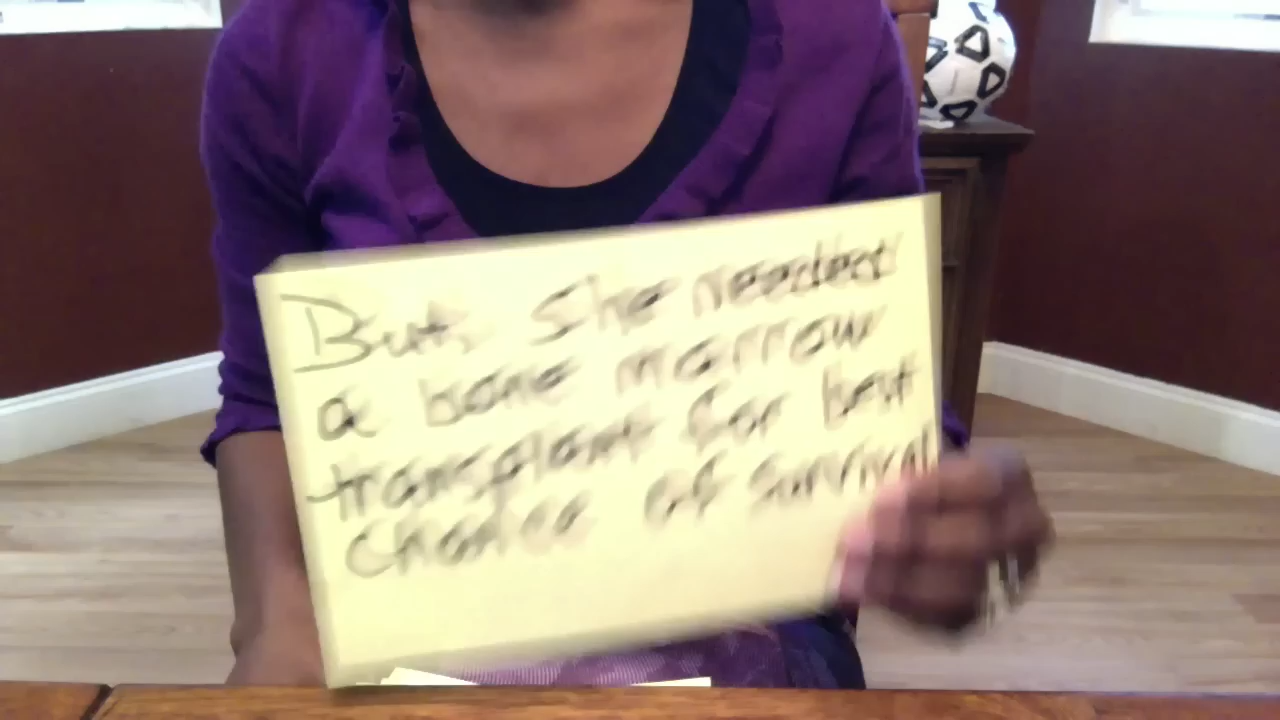 But, She needed
a bone marrow
transplant for best
chance of survival